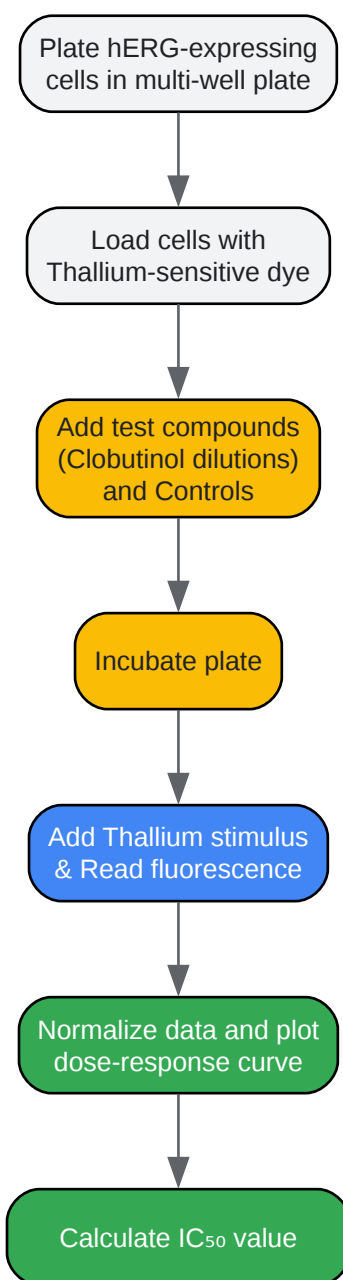 Plate hERG-expressing
cells in multi-well plate
Load cells with
Thallium-sensitive dye
Add test compounds
(Clobutinol dilutions)
and Controls
Incubate plate
Add Thallium stimulus
& Read fluorescence
Normalize data and plot
dose-response curve
Calculate IC₅₀ value